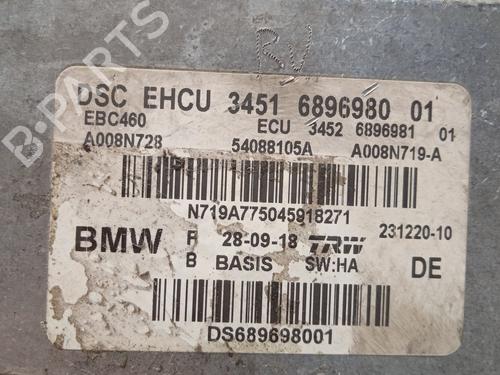 B-PARTS
RV
DSC EHCU 3451 6896980 01
EBC460 ECU 3452 6896981 01
A008N728 54088105A A008N719-A
N719A775045918271
BMW F 28-09-18 TRW 231220-10
B BASIS SW:HA DE
DS689698001
B-PARTS